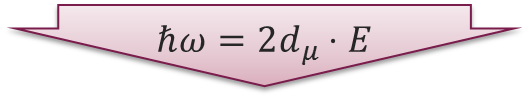 ℏω = 2d_μ · E